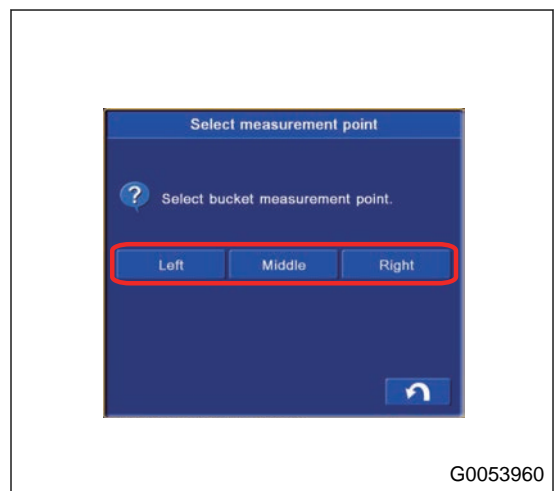 Select measurement point
? Select bucket measurement point.
Left Middle Right
G0053960